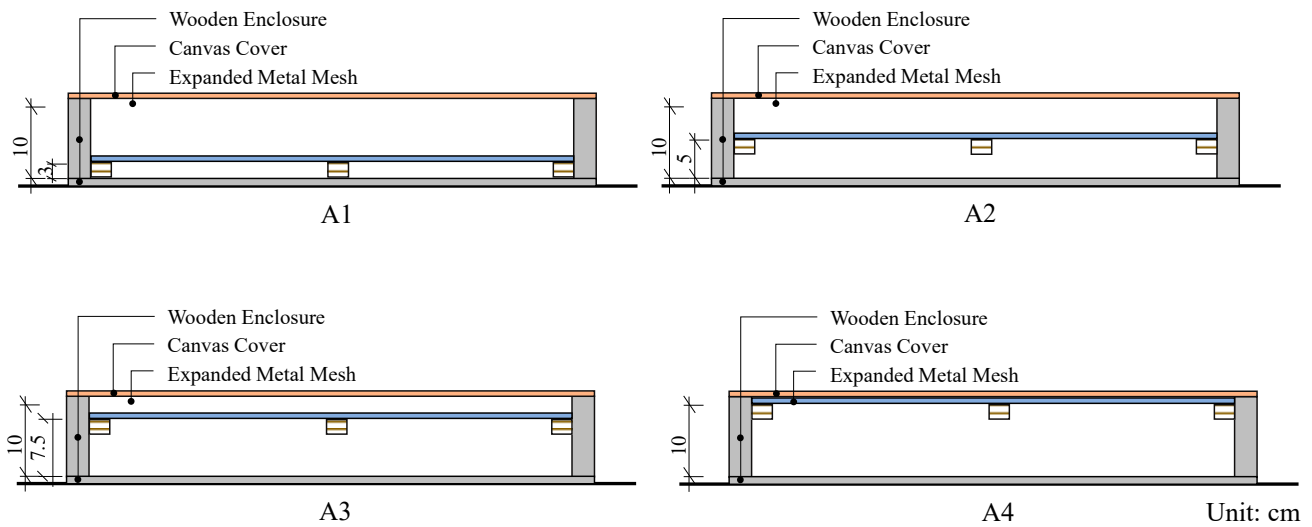 Wooden Enclosure
Canvas Cover
Expanded Metal Mesh
10
3
A1
Wooden Enclosure
Canvas Cover
Expanded Metal Mesh
10
5
A2
Wooden Enclosure
Canvas Cover
Expanded Metal Mesh
10
7.5
A3
Wooden Enclosure
Canvas Cover
Expanded Metal Mesh
10
A4
Unit: cm